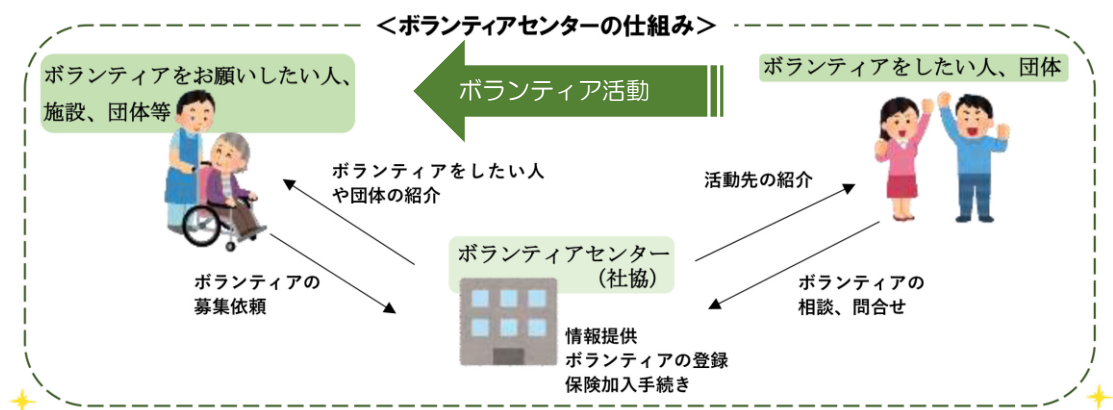 ＜ボランティアセンターの仕組み＞
ボランティアをお願いしたい人、
施設、団体等
ボランティア活動
ボランティアをしたい人、団体
ボランティアをしたい人
や団体の紹介
活動先の紹介
ボランティアセンター
（社協）
ボランティアの
募集依頼
ボランティアの
相談、問合せ
情報提供
ボランティアの登録
保険加入手続き